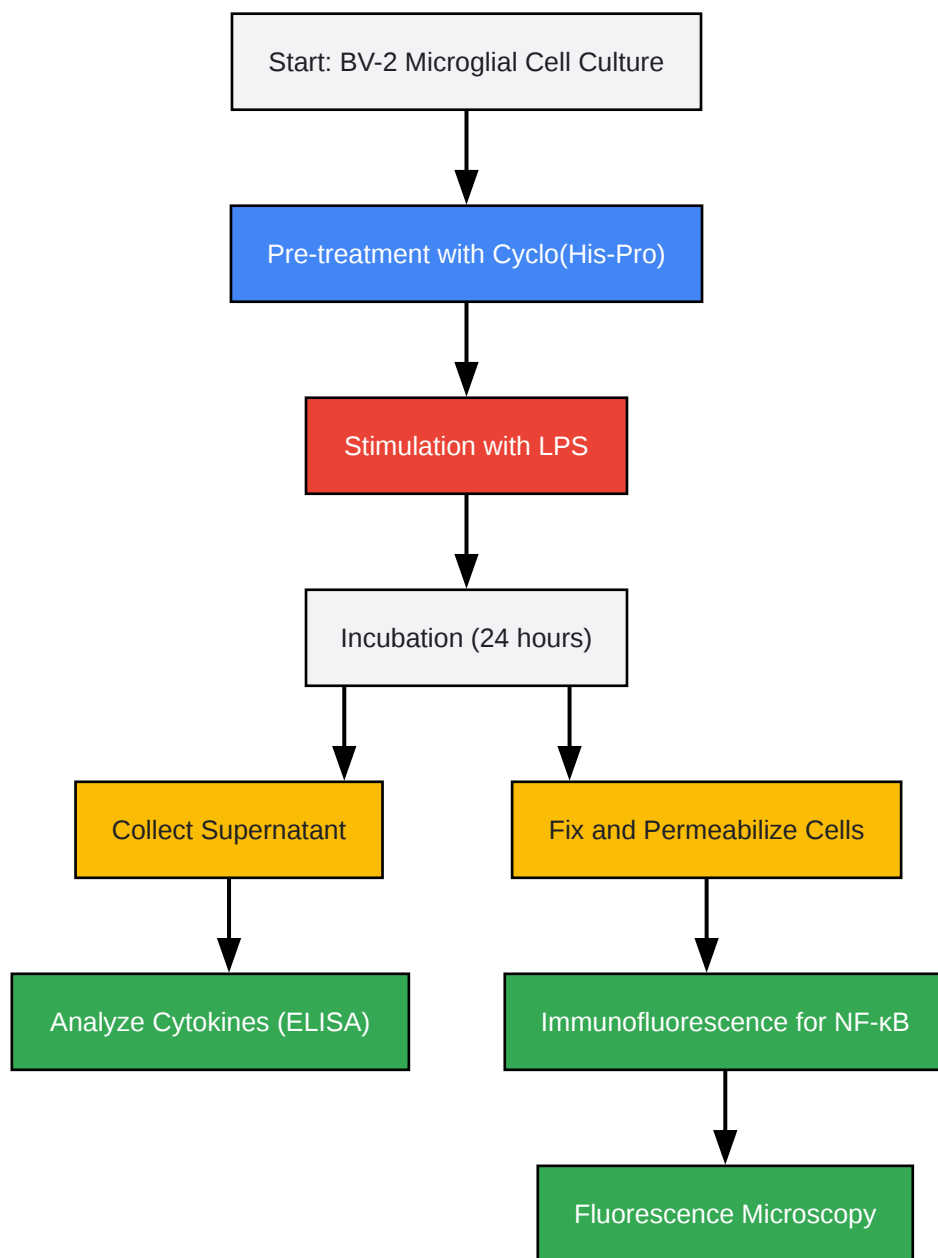 Start: BV-2 Microglial Cell Culture
Pre-treatment with Cyclo(His-Pro)
Stimulation with LPS
Incubation (24 hours)
Collect Supernatant
Fix and Permeabilize Cells
Analyze Cytokines (ELISA)
Immunofluorescence for NF-κB
Fluorescence Microscopy